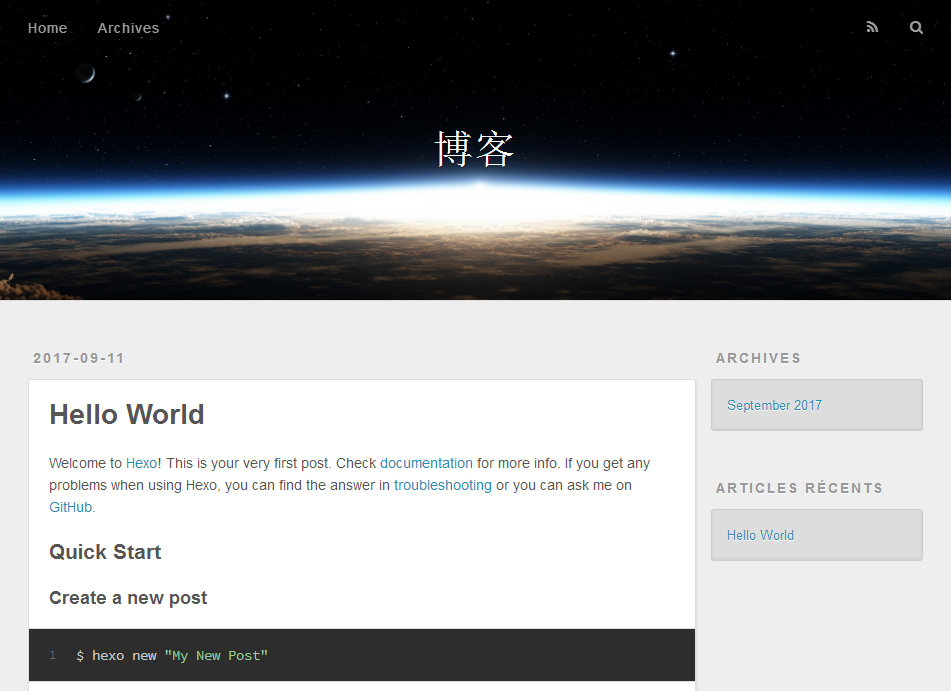 Home Archives
博客
2017-09-11
Hello World
Welcome to Hexo! This is your very first post. Check documentation for more info. If you get any
problems when using Hexo, you can find the answer in troubleshooting or you can ask me on
GitHub.
Quick Start
Create a new post
1 $ hexo new "My New Post"
ARCHIVES
September 2017
ARTICLES RÉCENTS
Hello World